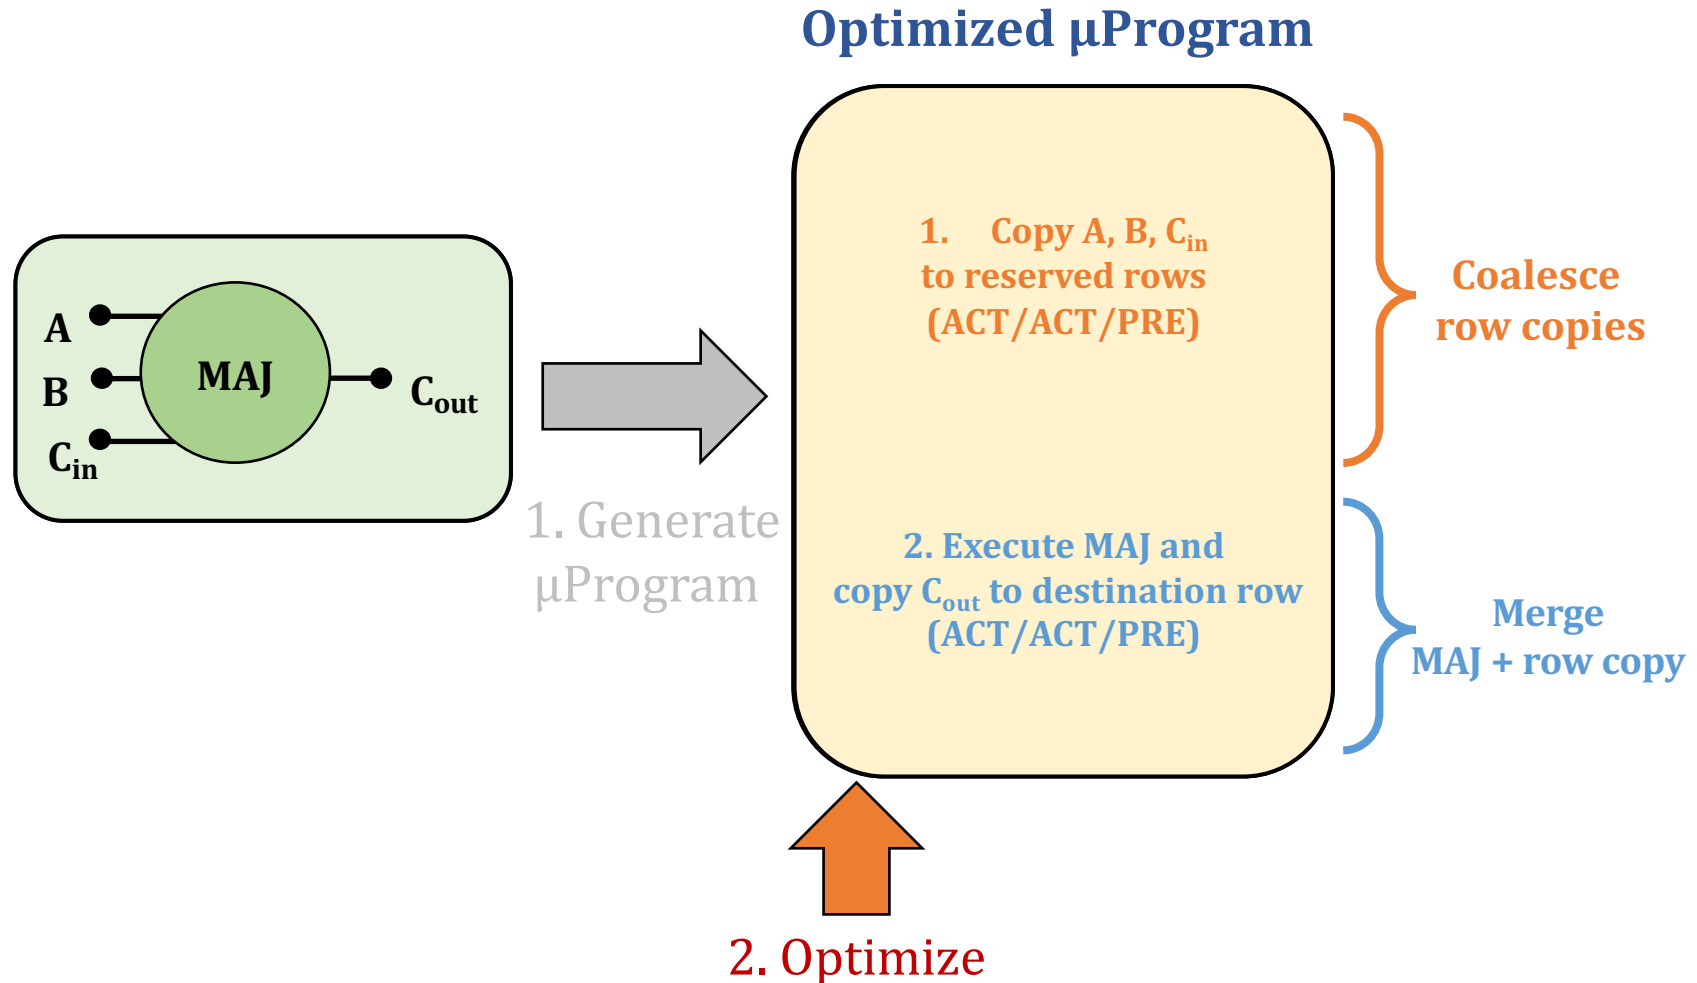 Optimized μProgram
A
B
C_in
MAJ
C_out
1. Generate
μProgram
1. Copy A, B, C_in
to reserved rows
(ACT/ACT/PRE)
2. Execute MAJ and
copy C_out to destination row
(ACT/ACT/PRE)
Coalesce
row copies
Merge
MAJ + row copy
2. Optimize